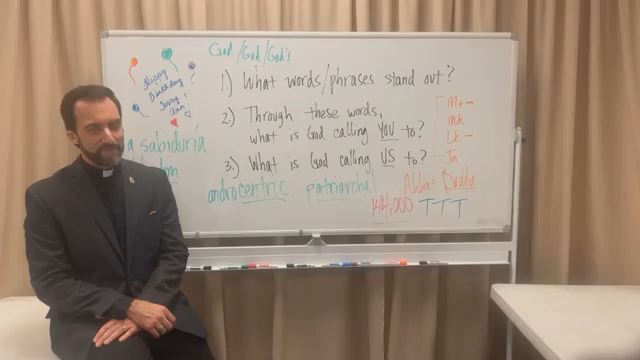 God/God/God's
Happy
Birthday
1.) What words/phrases stand out?
2.) Through these words,
what is God calling YOU to?
3.) What is God calling US to?
Mt
Mk
Lk
Jn
a sabiduría
androcentric patriarchal
Abba = Daddy
144,000 TTT